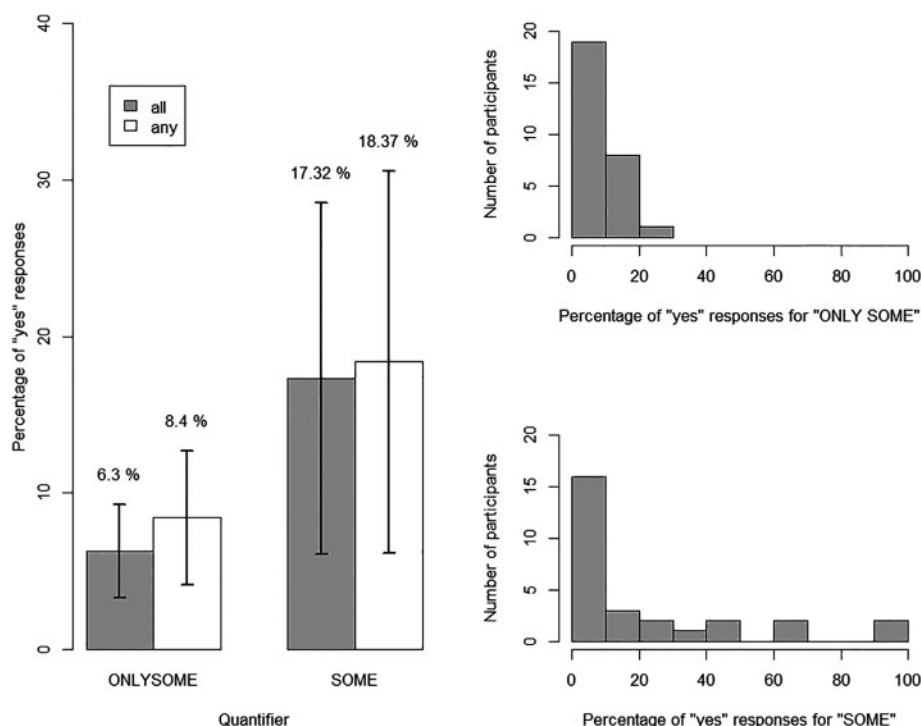 40
30
20
10
0
Percentage of "yes" responses
all
any
6.3 %
8.4 %
17.32 %
18.37 %
ONLYSOME
SOME
Quantifier
20
15
10
5
0
Number of participants
0 20 40 60 80 100
Percentage of "yes" responses for "ONLY SOME"
20
15
10
5
0
Number of participants
0 20 40 60 80 100
Percentage of "yes" responses for "SOME"